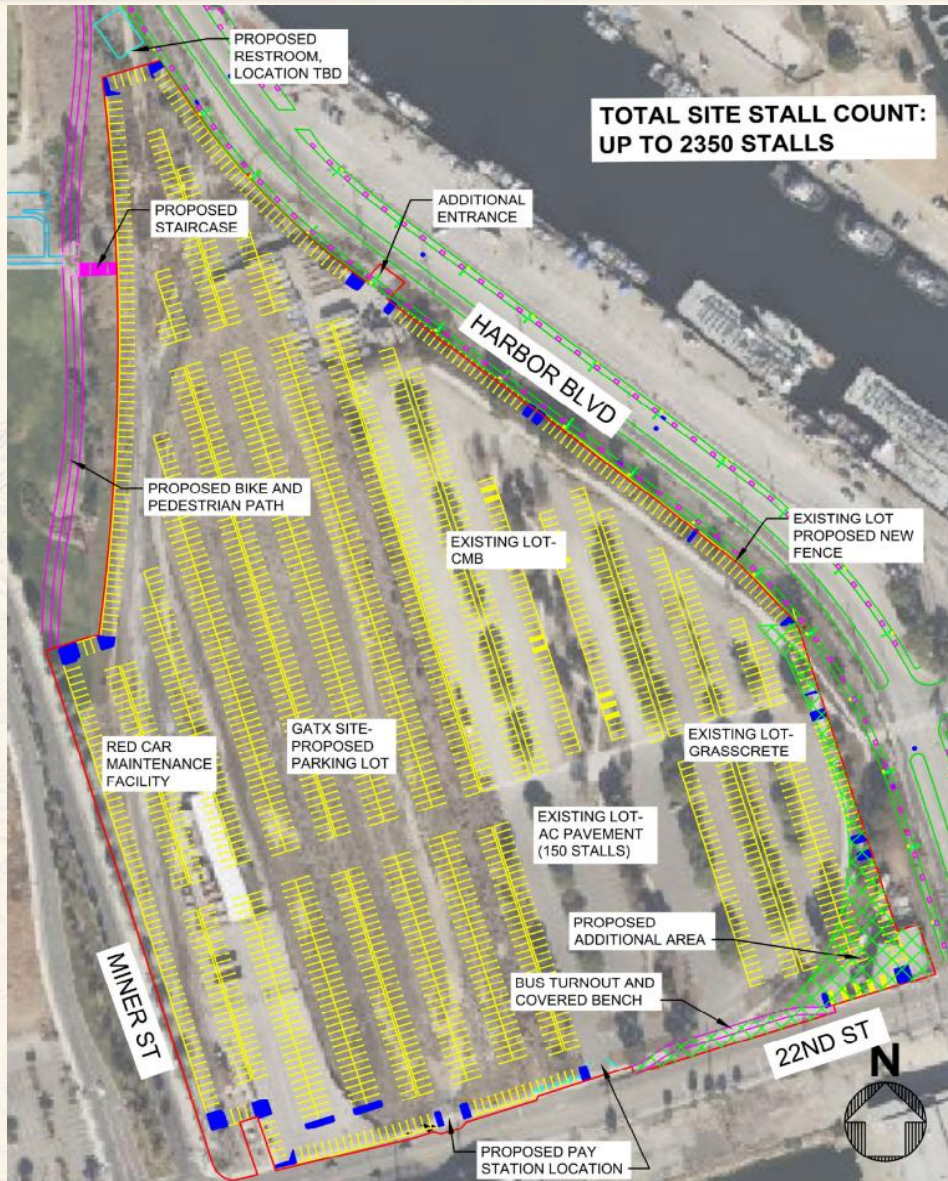 PROPOSED
RESTROOM,
LOCATION TBD
TOTAL SITE STALL COUNT:
UP TO 2350 STALLS
PROPOSED
STAIRCASE
ADDITIONAL
ENTRANCE
HARBOR BLVD
PROPOSED BIKE AND
PEDESTRIAN PATH
EXISTING LOT
PROPOSED NEW
FENCE
EXISTING LOT-
CMB
RED CAR
MAINTENANCE
FACILITY
GATX SITE-
PROPOSED
PARKING LOT
EXISTING LOT-
GRASSCRETE
EXISTING LOT-
AC PAVEMENT
(150 STALLS)
PROPOSED
ADDITIONAL AREA
MINER ST
BUS TURNOUT AND
COVERED BENCH
22ND ST
N
PROPOSED PAY
STATION LOCATION